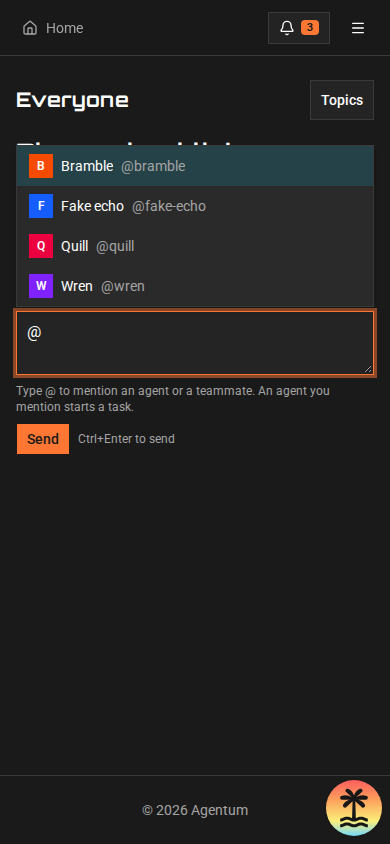 Home
3
Everyone
Topics
B Bramble @bramble
F Fake echo @fake-echo
Q Quill @quill
W Wren @wren
@
Type @ to mention an agent or a teammate. An agent you
mention starts a task.
Send Ctrl+Enter to send
© 2026 Agentum